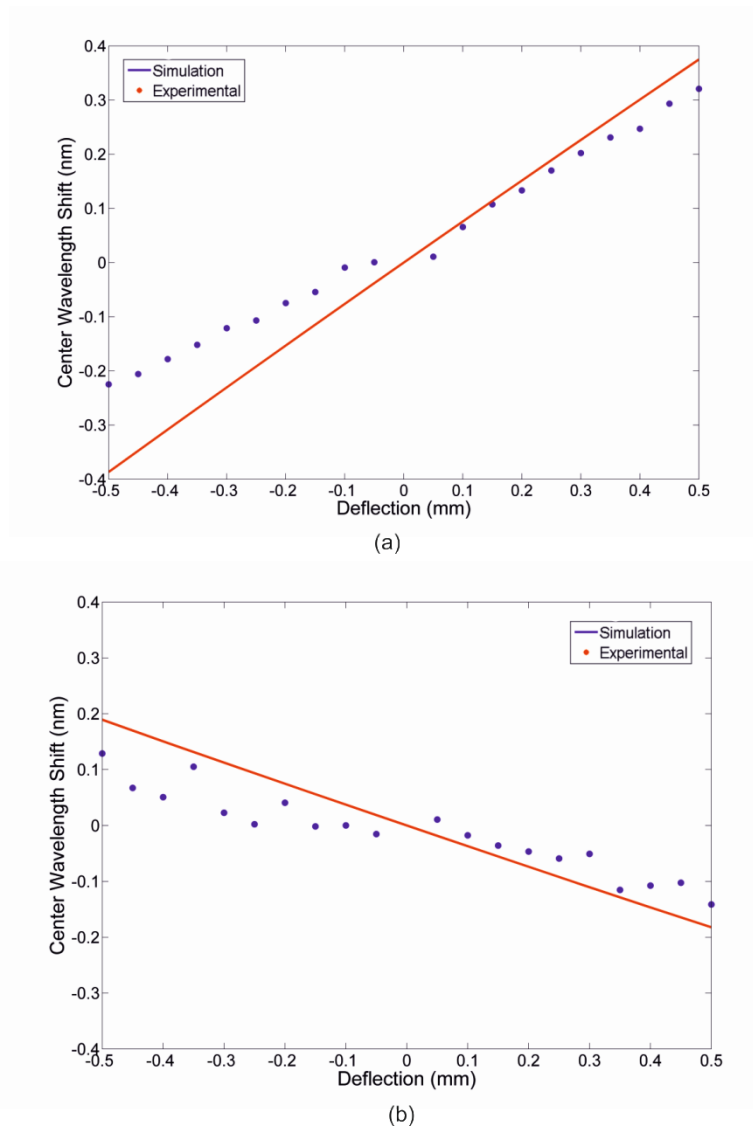 0.4
0.3
0.2
0.1
0
-0.1
-0.2
-0.3
-0.4
Center Wavelength Shift (nm)
Simulation
Experimental
-0.5 -0.4 -0.3 -0.2 -0.1 0 0.1 0.2 0.3 0.4 0.5
Deflection (mm)
(a)
0.4
0.3
0.2
0.1
0
-0.1
-0.2
-0.3
-0.4
Center Wavelength Shift (nm)
Simulation
Experimental
-0.5 -0.4 -0.3 -0.2 -0.1 0 0.1 0.2 0.3 0.4 0.5
Deflection (mm)
(b)